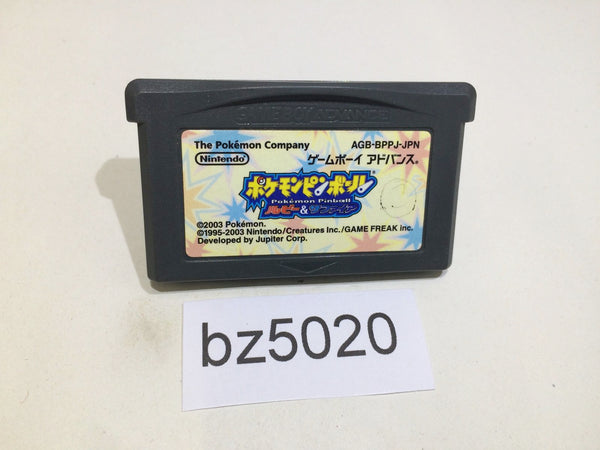 GAME BOY ADVANCE
The Pokémon Company AGB-BPPJ-JPN
Nintendo ゲームボーイ アドバンス
ポケモンピンボール
Pokémon Pinball
ルビー&サファイア
©2003 Pokémon.
©1995-2003 Nintendo/Creatures Inc./GAME FREAK inc.
Developed by Jupiter Corp.
bz5020